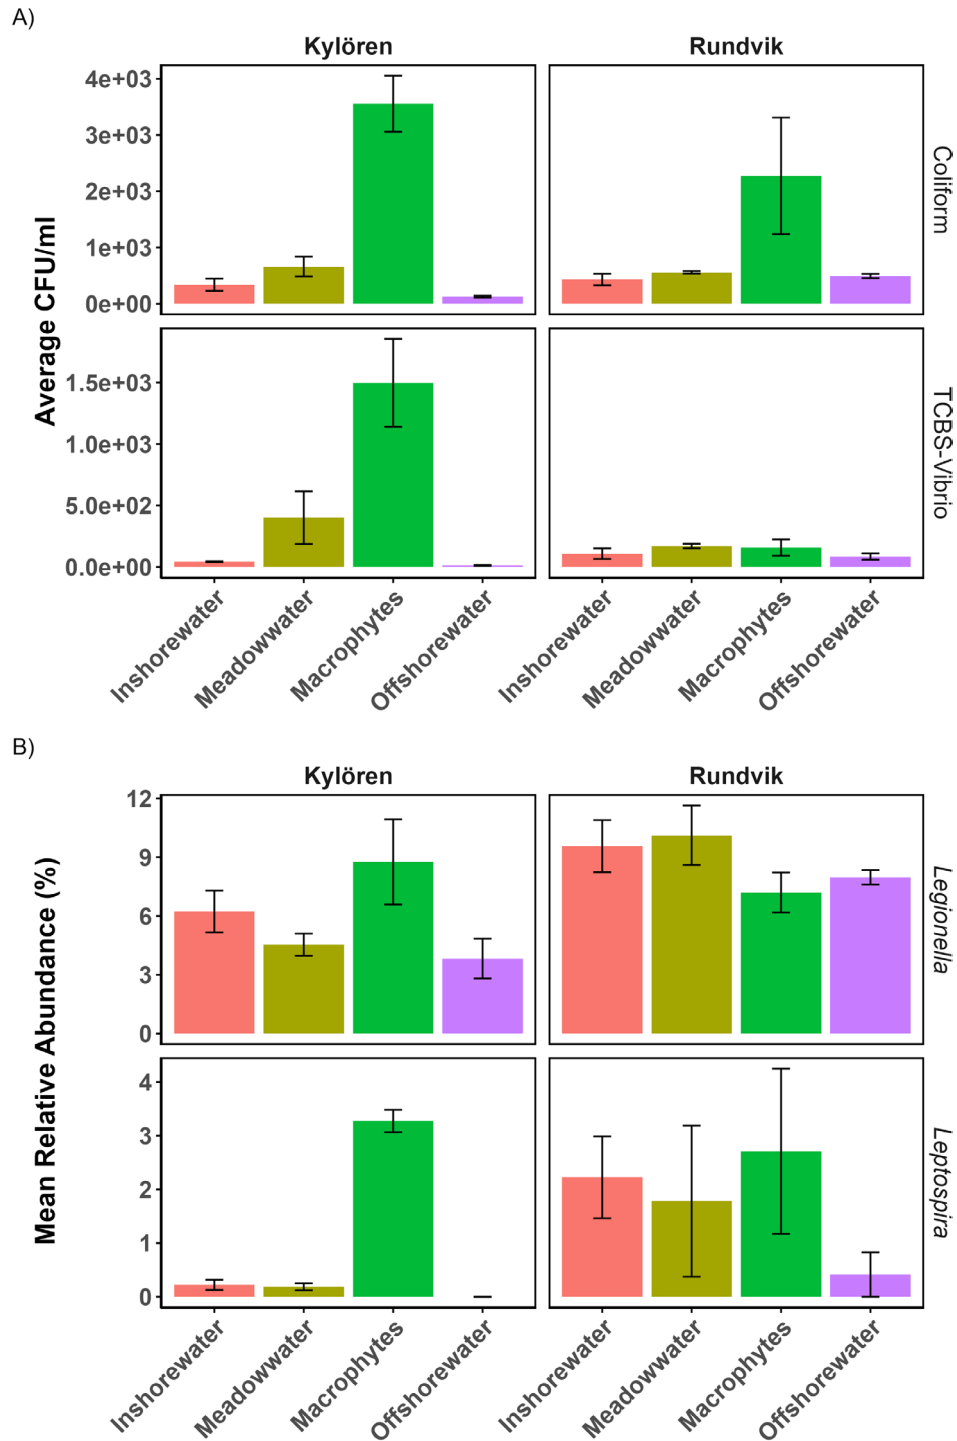 A)
Kylören
Rundvik
Average CFU/ml
4e+03
3e+03
2e+03
1e+03
0e+00
Coliform
1.5e+03
1.0e+03
5.0e+02
0.0e+00
TCBS-Vibrio
Inshorewater
Meadowwater
Macrophytes
Offshorewater
Inshorewater
Meadowwater
Macrophytes
Offshorewater
B)
Kylören
Rundvik
Mean Relative Abundance (%)
12
9
6
3
0
Legionella
4
3
2
1
0
Leptospira
Inshorewater
Meadowwater
Macrophytes
Offshorewater
Inshorewater
Meadowwater
Macrophytes
Offshorewater